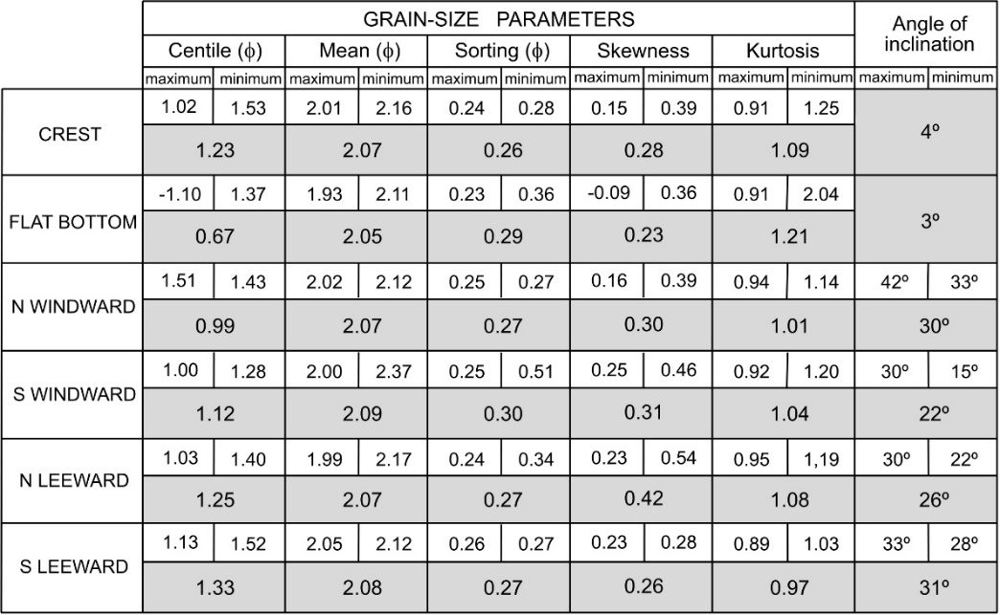 GRAIN-SIZE PARAMETERS Angle of inclination
Centile (ϕ) Mean (ϕ) Sorting (ϕ) Skewness Kurtosis
maximum minimum maximum minimum maximum minimum maximum minimum maximum minimum maximum minimum
CREST 1.02 1.53 2.01 2.16 0.24 0.28 0.15 0.39 0.91 1.25 4º
1.23 2.07 0.26 0.28 1.09
FLAT BOTTOM -1.10 1.37 1.93 2.11 0.23 0.36 -0.09 0.36 0.91 2.04 3º
0.67 2.05 0.29 0.23 1.21
N WINDWARD 1.51 1.43 2.02 2.12 0.25 0.27 0.16 0.39 0.94 1.14 42º 33º
0.99 2.07 0.27 0.30 1.01 30º
S WINDWARD 1.00 1.28 2.00 2.37 0.25 0.51 0.25 0.46 0.92 1.20 30º 15º
1.12 2.09 0.30 0.31 1.04 22º
N LEEWARD 1.03 1.40 1.99 2.17 0.24 0.34 0.23 0.54 0.95 1,19 30º 22º
1.25 2.07 0.27 0.42 1.08 26º
S LEEWARD 1.13 1.52 2.05 2.12 0.26 0.27 0.23 0.28 0.89 1.03 33º 28º
1.33 2.08 0.27 0.26 0.97 31º